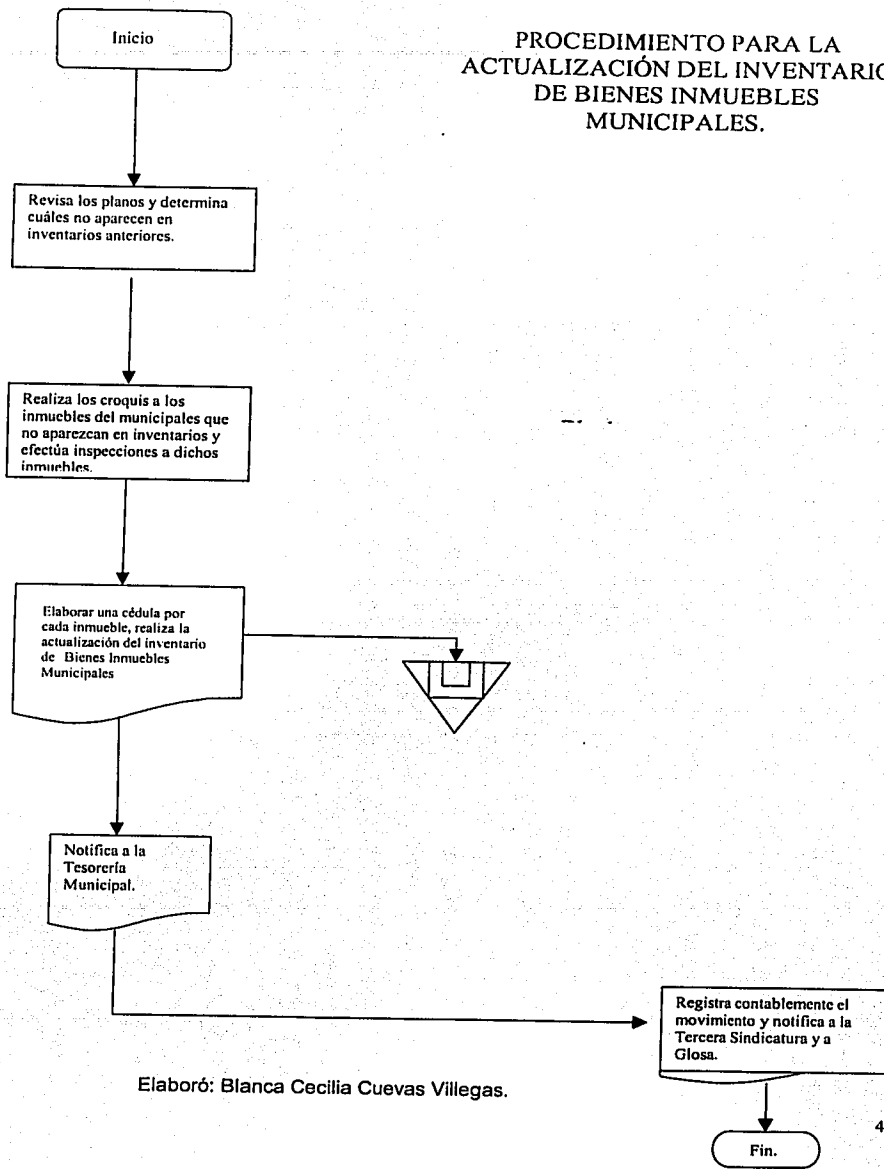 Inicio
PROCEDIMIENTO PARA LA
ACTUALIZACIÓN DEL INVENTARIO
DE BIENES INMUEBLES
MUNICIPALES.
Revisa los planos y determina
cuáles no aparecen en
inventarios anteriores.
Realiza los croquis a los
inmuebles del municipales que
no aparezcan en inventarios y
efectúa inspecciones a dichos
inmuebles.
Elaborar una cédula por
cada inmueble, realiza la
actualización del inventario
de Bienes Inmuebles
Municipales
Notifica a la
Tesorería
Municipal.
Registra contablemente el
movimiento y notifica a la
Tercera Sindicatura y a
Glosa.
Elaboró: Blanca Cecilia Cuevas Villegas.
4
Fin.